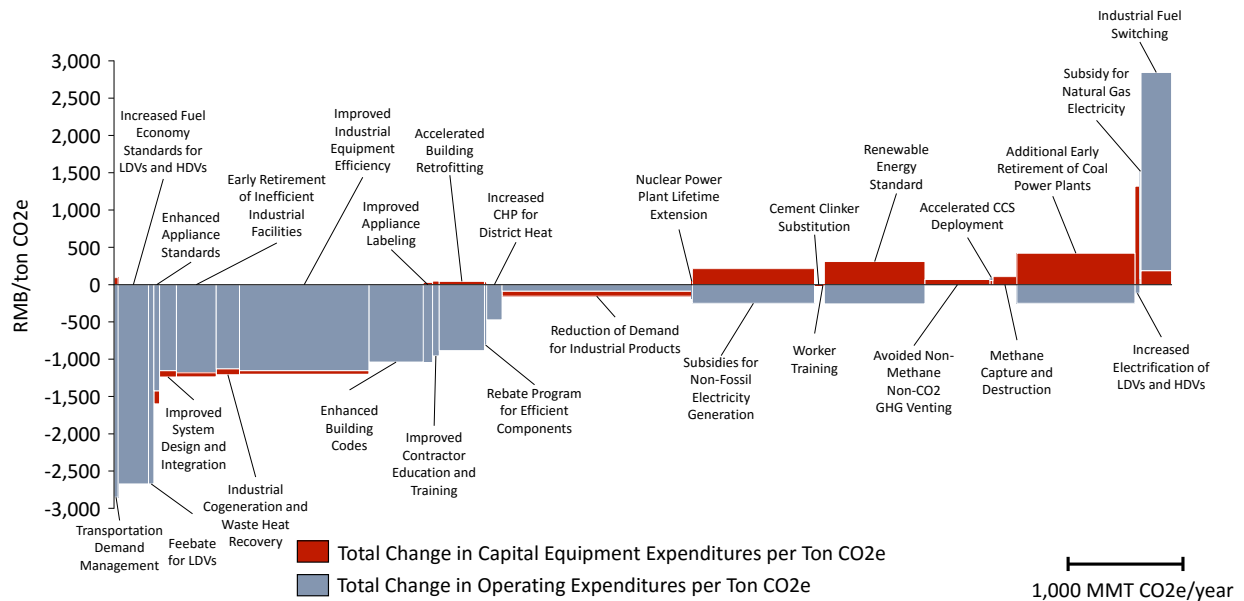 Industrial Fuel
Switching
3,000
2,500
2,000
1,500
1,000
500
0
-500
-1,000
-1,500
-2,000
-2,500
-3,000
RMB/ton CO2e
Increased Fuel
Economy
Standards for
LDVs and HDVs
Enhanced
Appliance
Standards
Early Retirement
of Inefficient
Industrial
Facilities
Improved
Industrial
Equipment
Efficiency
Improved
Appliance
Labeling
Accelerated
Building
Retrofitting
Increased
CHP for
District Heat
Nuclear Power
Plant Lifetime
Extension
Cement Clinker
Substitution
Renewable
Energy
Standard
Accelerated CCS
Deployment
Additional Early
Retirement of Coal
Power Plants
Subsidy for
Natural Gas
Electricity
Transportation
Demand
Management
Feebate
for LDVs
Improved
System
Design and
Integration
Industrial
Cogeneration and
Waste Heat
Recovery
Enhanced
Building
Codes
Improved
Contractor
Education and
Training
Rebate Program
for Efficient
Components
Reduction of Demand
for Industrial Products
Subsidies for
Non-Fossil
Electricity
Generation
Worker
Training
Avoided Non-
Methane
Non-CO2
GHG Venting
Methane
Capture and
Destruction
Increased
Electrification of
LDVs and HDVs
Total Change in Capital Equipment Expenditures per Ton CO2e
Total Change in Operating Expenditures per Ton CO2e
1,000 MMT CO2e/year